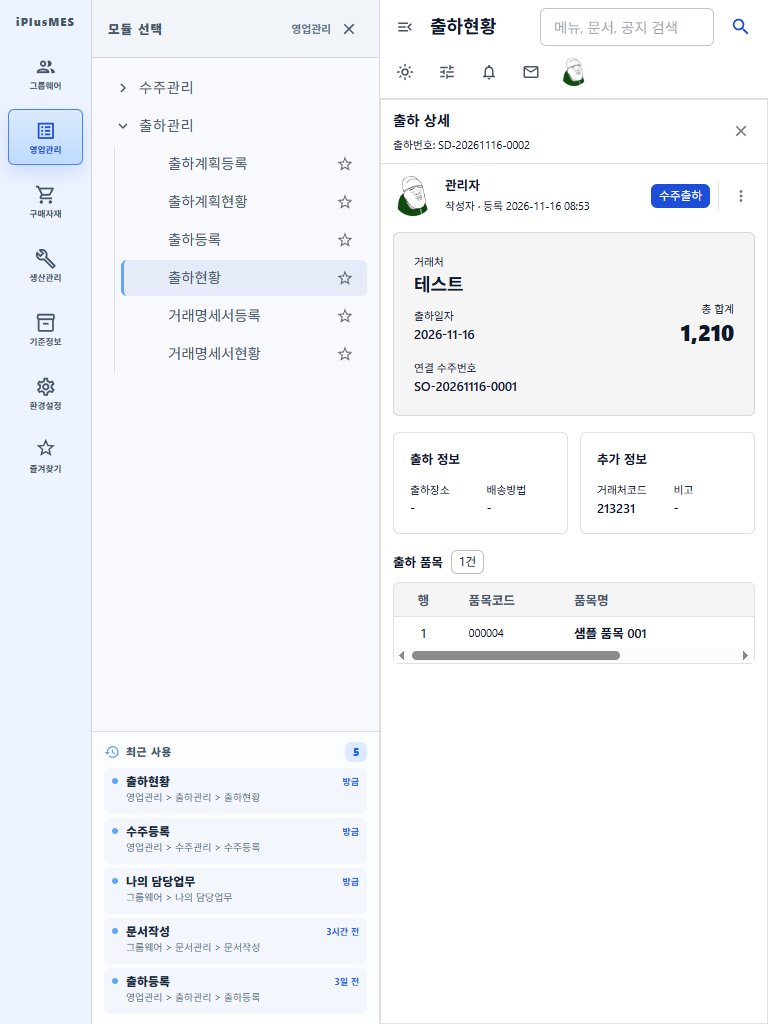 iPlusMES
그룹웨어
영업관리
구매자재
생산관리
기준정보
환경설정
즐겨찾기
모듈 선택
영업관리
수주관리
출하관리
출하계획등록
출하계획현황
출하등록
출하현황
거래명세서등록
거래명세서현황
최근 사용
5
출하현황
방금
영업관리 > 출하관리 > 출하현황
수주등록
방금
영업관리 > 수주관리 > 수주등록
나의 담당업무
방금
그룹웨어 > 나의 담당업무
문서작성
3시간 전
그룹웨어 > 문서관리 > 문서작성
출하등록
3일 전
영업관리 > 출하관리 > 출하등록
출하현황
메뉴, 문서, 공지 검색
출하 상세
출하번호: SD-20261116-0002
관리자
작성자 · 등록 2026-11-16 08:53
수주출하
거래처
테스트
출하일자
2026-11-16
총 합계
1,210
연결 수주번호
SO-20261116-0001
출하 정보
출하장소 배송방법
- -
추가 정보
거래처코드 비고
213231 -
출하 품목 1건
행 품목코드 품목명
1 000004 샘플 품목 001